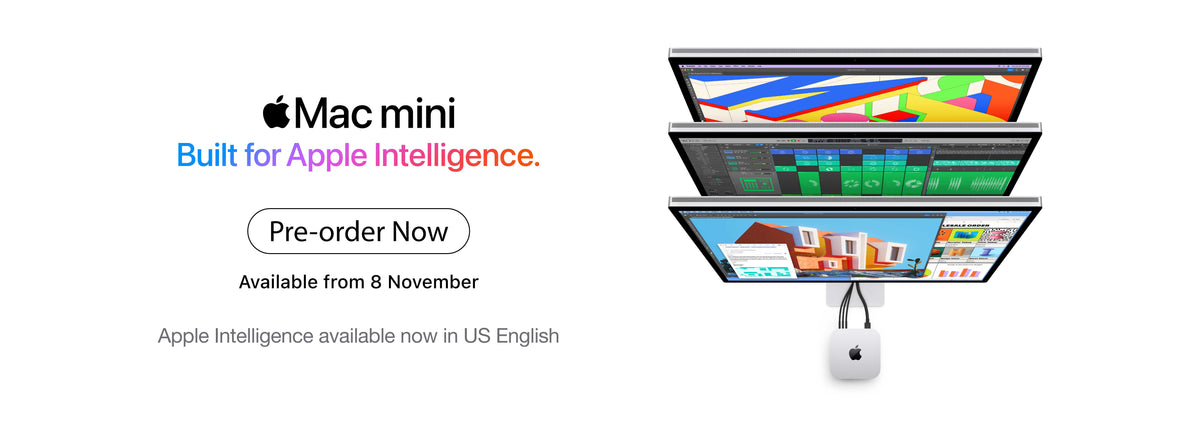 Mac mini
Built for Apple Intelligence.
Pre-order Now
Available from 8 November
Apple Intelligence available now in US English